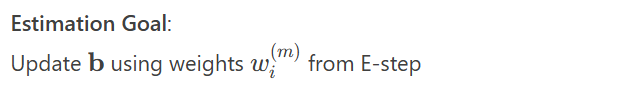 Estimation Goal:
Update b using weights w_i^{(m)} from E-step